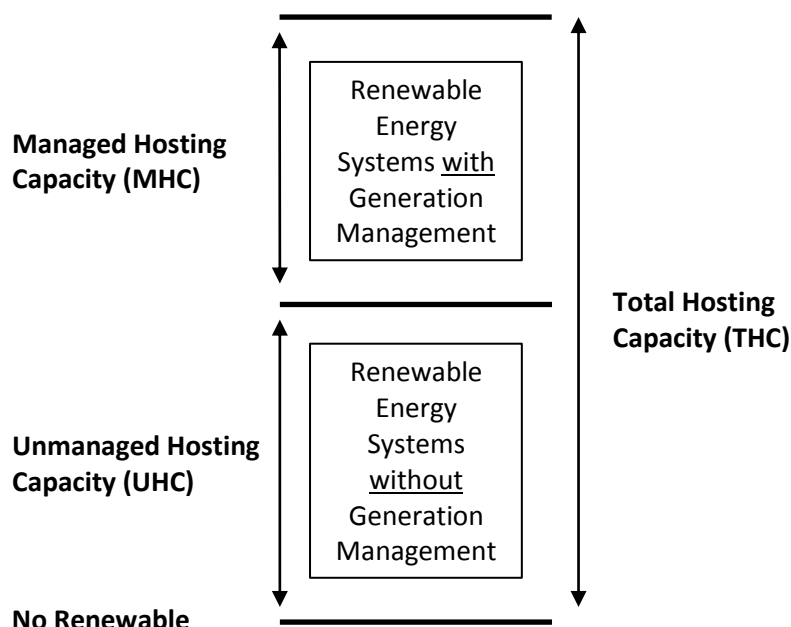 Renewable
Energy
Systems with
Generation
Management
Managed Hosting
Capacity (MHC)
Total Hosting
Capacity (THC)
Renewable
Energy
Systems
without
Generation
Management
Unmanaged Hosting
Capacity (UHC)
No Renewable